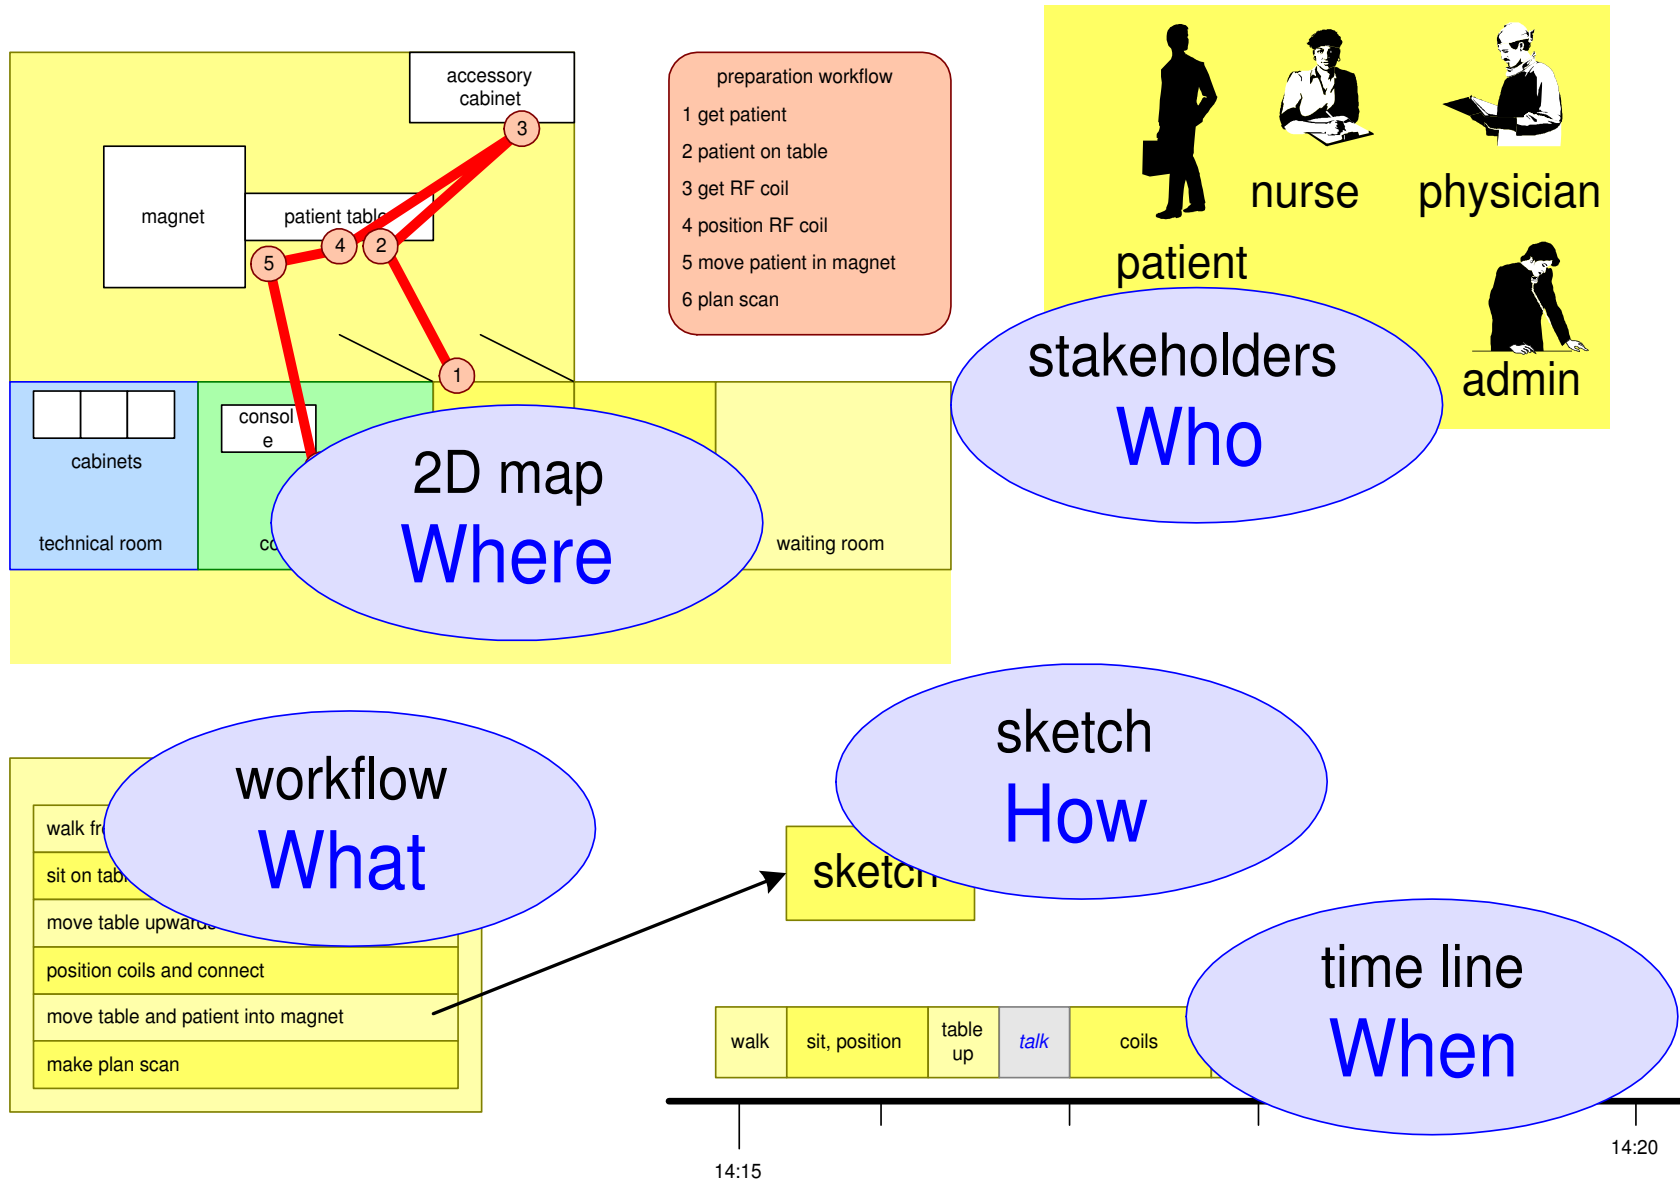 accessory
cabinet
3
magnet
patient table
4
2
5
1
preparation workflow
1 get patient
2 patient on table
3 get RF coil
4 position RF coil
5 move patient in magnet
6 plan scan
nurse
physician
patient
admin
stakeholders
Who
consol
e
cabinets
technical room
waiting room
2D map
Where
workflow
What
walk
sit on
move table upwards
position coils and connect
move table and patient into magnet
make plan scan
sketch
How
sketch
time line
When
walk
sit, position
table
up
talk
coils
14:15
14:20